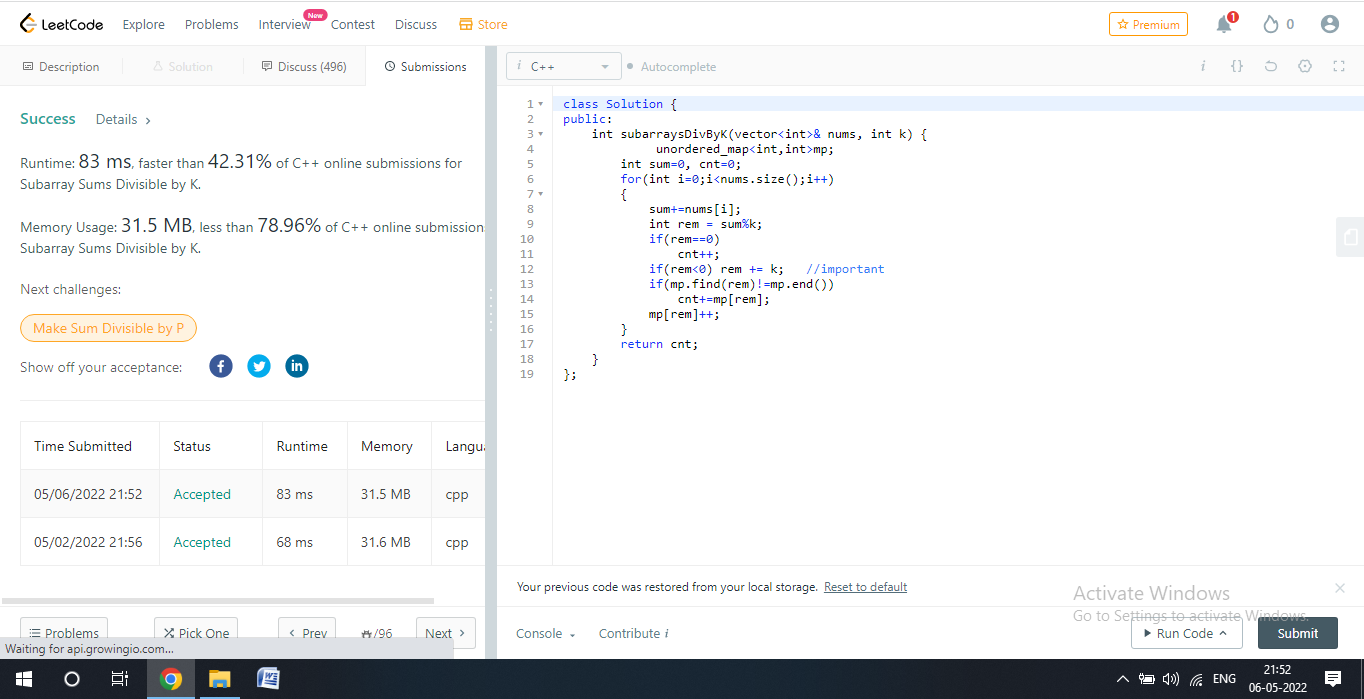 LeetCode Explore Problems Interview New Contest Discuss Store Premium 1 0
Description Solution Discuss (496) Submissions
i C++ Autocomplete i {}
Success Details >
Runtime: 83 ms, faster than 42.31% of C++ online submissions for
Subarray Sums Divisible by K.
Memory Usage: 31.5 MB, less than 78.96% of C++ online submission
Subarray Sums Divisible by K.
Next challenges:
Make Sum Divisible by P
Show off your acceptance:
Time Submitted Status Runtime Memory Langu
05/06/2022 21:52 Accepted 83 ms 31.5 MB cpp
05/02/2022 21:56 Accepted 68 ms 31.6 MB cpp
Problems Pick One < Prev /96 Next >
Waiting for api.growingio.com...
1 class Solution {
2 public:
3 int subarraysDivByK(vector<int>& nums, int k) {
4 unordered_map<int,int>mp;
5 int sum=0, cnt=0;
6 for(int i=0;i<nums.size();i++)
7 {
8 sum+=nums[i];
9 int rem = sum%k;
10 if(rem==0)
11 cnt++;
12 if(rem<0) rem += k; //important
13 if(mp.find(rem)!=mp.end())
14 cnt+=mp[rem];
15 mp[rem]++;
16 }
17 return cnt;
18 }
19 };
Your previous code was restored from your local storage. Reset to default
Activate Windows
Go to Settings to activate Windows.
Console Contribute i Run Code Submit
ENG 21:52
06-05-2022